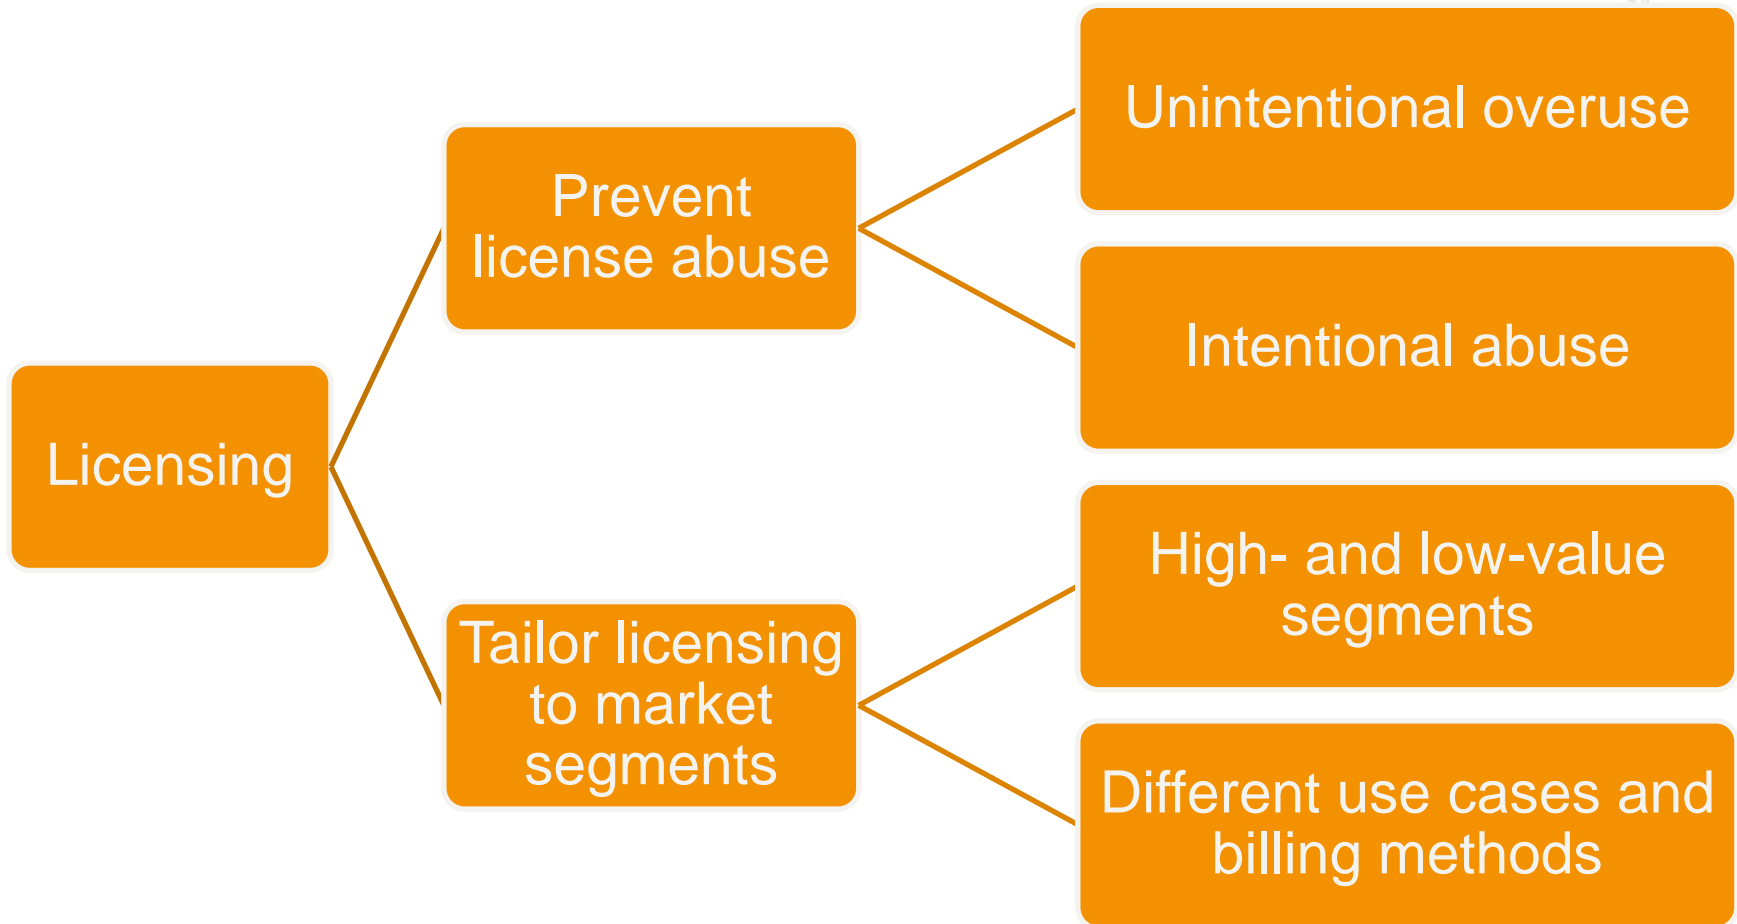 Licensing
Prevent
license abuse
Unintentional overuse
Intentional abuse
Tailor licensing
to market
segments
High- and low-value
segments
Different use cases and
billing methods